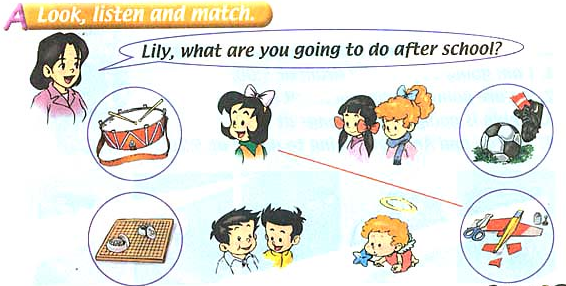 A Look, listen and match.
Lily, what are you going to do after school?